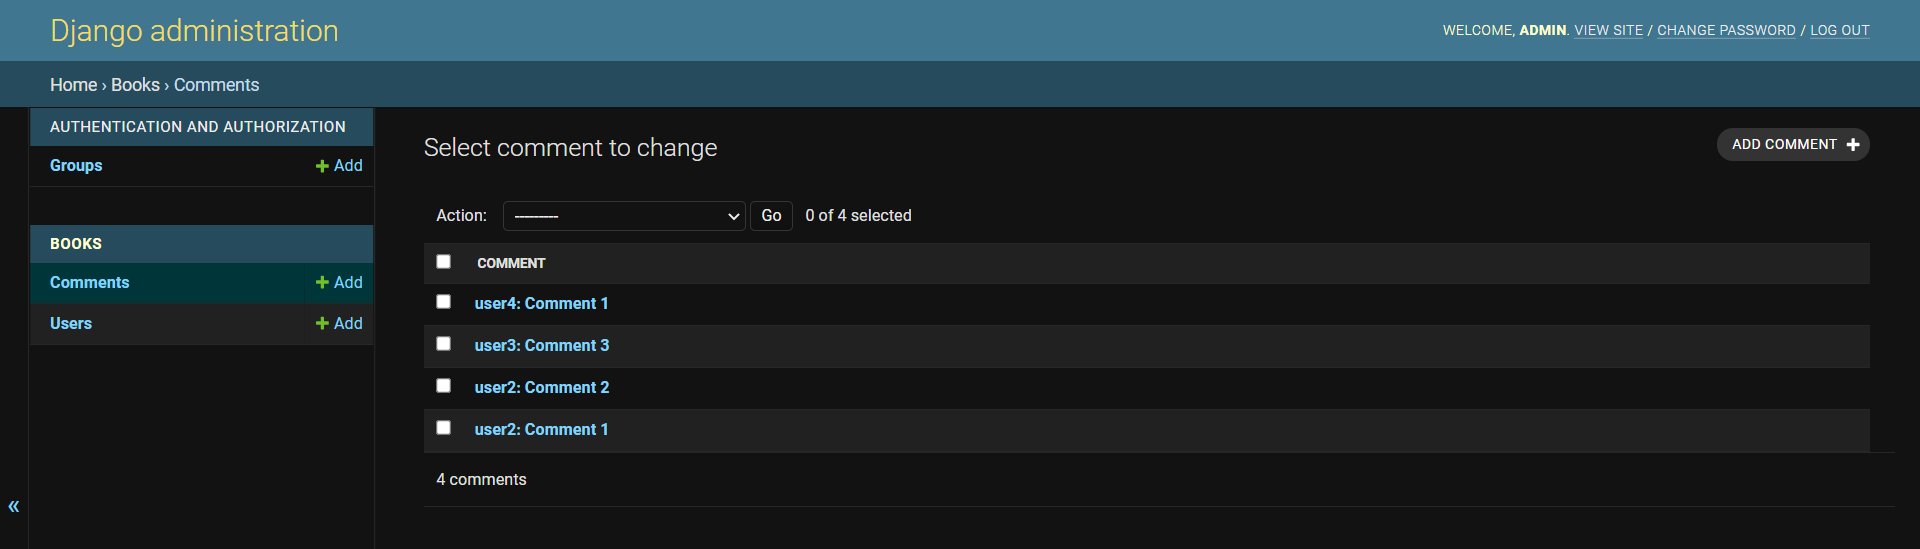 Django administration
WELCOME, ADMIN. VIEW SITE / CHANGE PASSWORD / LOG OUT
Home › Books › Comments
AUTHENTICATION AND AUTHORIZATION
Groups + Add
BOOKS
Comments + Add
Users + Add
«
Select comment to change
ADD COMMENT +
Action: --------- Go 0 of 4 selected
COMMENT
user4: Comment 1
user3: Comment 3
user2: Comment 2
user2: Comment 1
4 comments